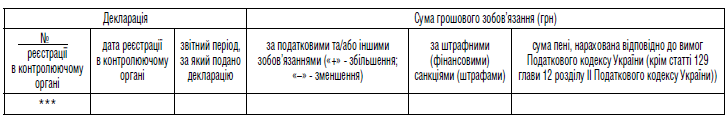 Декларація
Сума грошового зобов’язання (грн)
№
реєстрації
в контролюючому
органі
дата реєстрації
в контролюючому
органі
звітний період,
за який подано
декларацію
за податковими та/або іншими
зобов’язаннями («+» - збільшення;
«–» - зменшення)
за штрафними
(фінансовими)
санкціями (штрафами)
сума пені, нарахована відповідно до вимог
Податкового кодексу України (крім статті 129
глави 12 розділу II Податкового кодексу України))
***